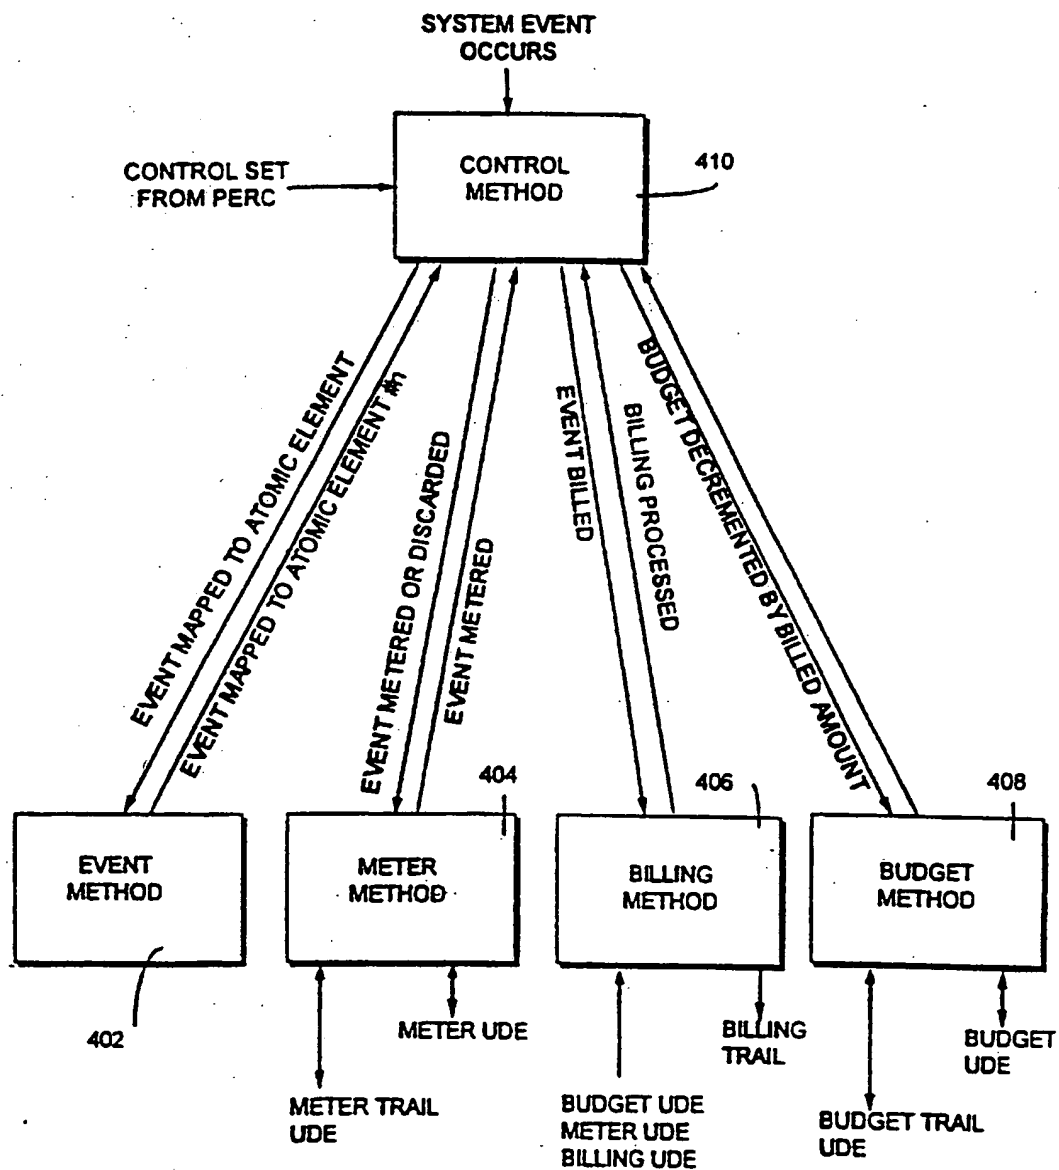 SYSTEM EVENT
OCCURS
CONTROL SET
FROM PERC
CONTROL
METHOD
410
EVENT MAPPED TO ATOMIC ELEMENT
EVENT MAPPED TO ATOMIC ELEMENT #n
EVENT METERED OR DISCARDED
EVENT METERED
EVENT BILLED
BILLING PROCESSED
BUDGET DECREMENTED BY BILLED AMOUNT
404
406
408
EVENT
METHOD
METER
METHOD
BILLING
METHOD
BUDGET
METHOD
402
METER UDE
BILLING
TRAIL
BUDGET
UDE
METER TRAIL
UDE
BUDGET UDE
METER UDE
BILLING UDE
BUDGET TRAIL
UDE